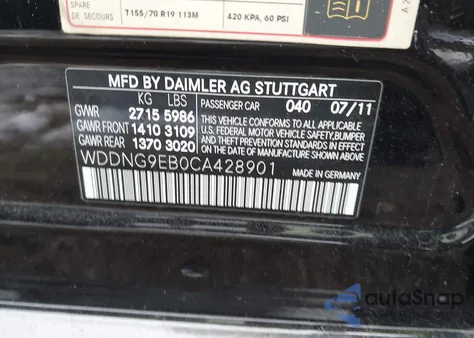 SPARE
DE SECOURS T155/70 R19 113M 420 KPA, 60 PSI
MFD BY DAIMLER AG STUTTGART
KG LBS PASSENGER CAR 040 07/11
GVWR 2715 5986
GAWR FRONT 1410 3109
GAWR REAR 1370 3020
THIS VEHICLE CONFORMS TO ALL
APPLICABLE U.S. FEDERAL
MOTOR VEHICLE SAFETY, BUMPER
AND THEFT PREVENTION
STANDARDS IN EFFECT ON THE
DATE OF MANUFACTURE SHOWN ABOVE.
WDDNG9EB0CA428901
autoSnap